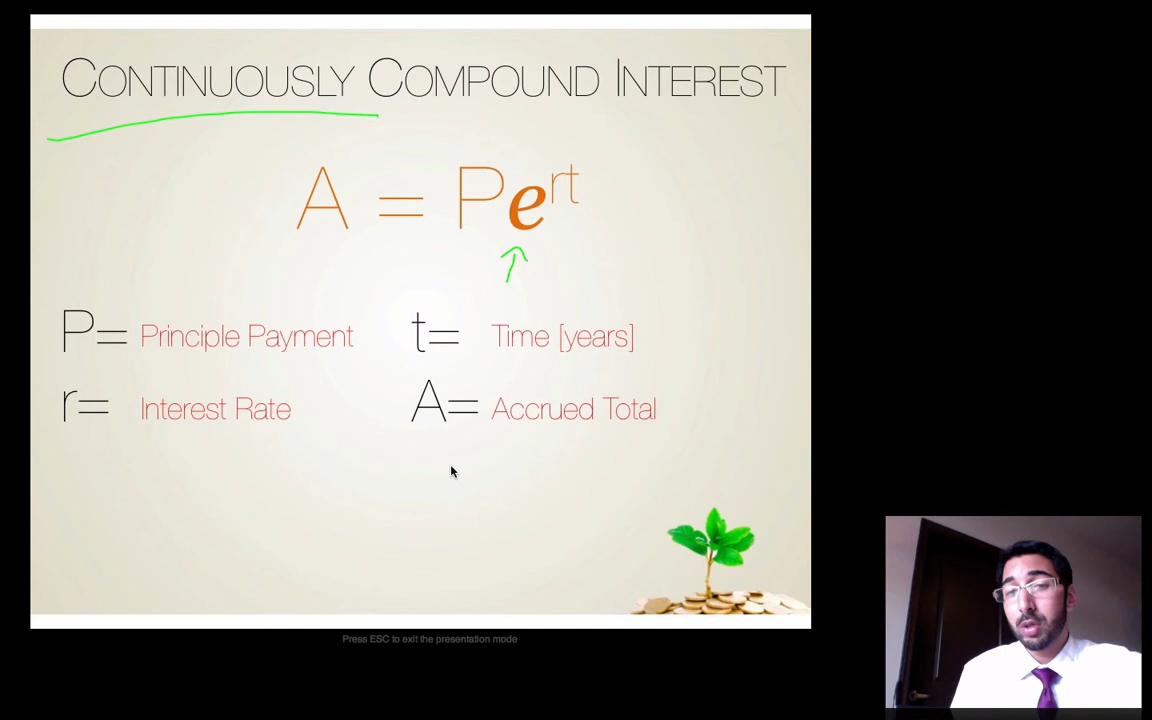 CONTINUOUSLY COMPOUND INTEREST
A = Pe^rt
P= Principle Payment t= Time [years]
r= Interest Rate A= Accrued Total
Press ESC to exit the presentation mode